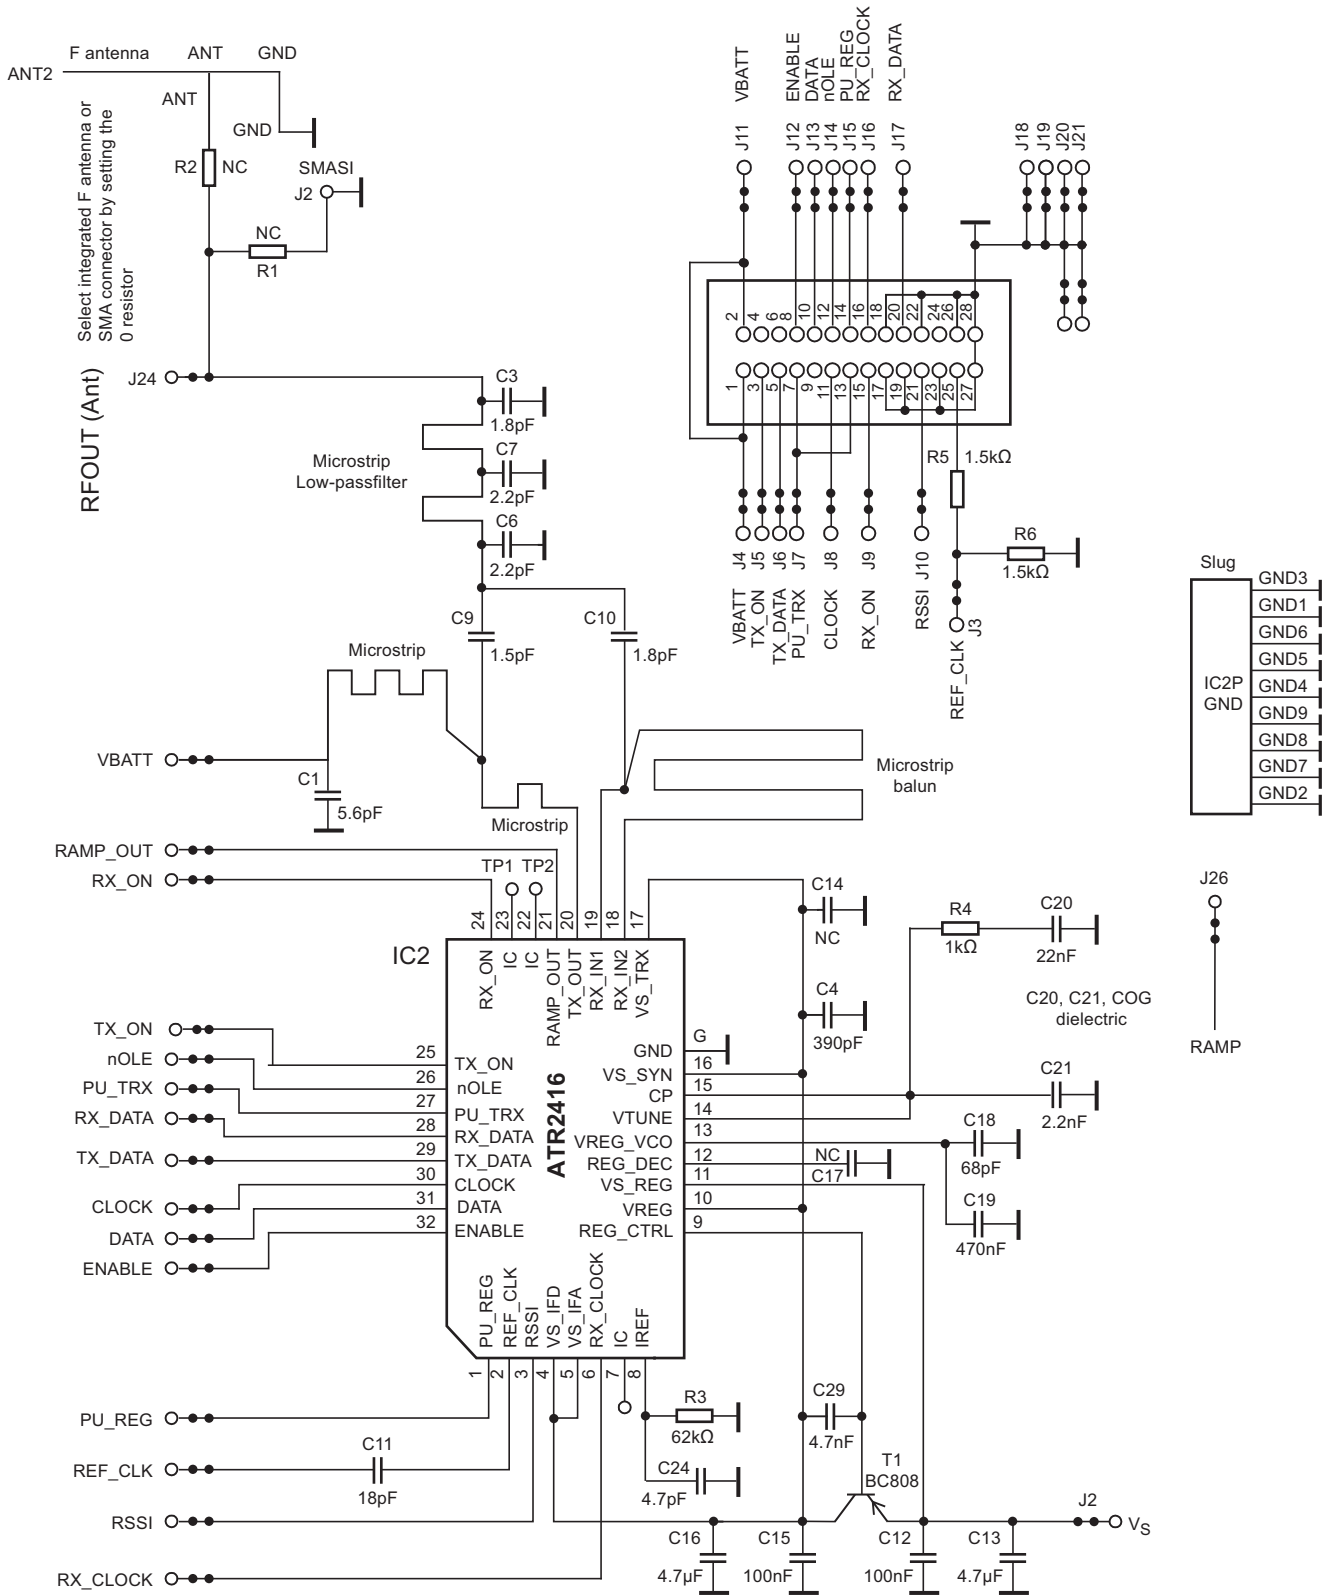 F antenna
ANT
GND
ANT2
ANT
GND
Select integrated F antenna or
SMA connector by setting the
0 resistor
R2
NC
SMASI
J2
NC
R1
J24
RFOUT (Ant)
C3
1.8pF
Microstrip
Low-passfilter
C7
2.2pF
C6
2.2pF
C9
1.5pF
C10
1.8pF
Microstrip
VBATT
C1
5.6pF
Microstrip
Microstrip
balun
VBATT
ENABLE
DATA
nOLE
PU_REG
RX_CLOCK
RX_DATA
J11
J12
J13
J14
J15
J16
J17
J18
J19
J20
J21
2
4
6
8
10
12
14
16
18
20
22
24
26
28
1
3
5
7
9
11
13
15
17
19
21
23
25
27
R5
1.5kΩ
R6
1.5kΩ
J4
J5
J6
J7
J8
J9
J10
J3
VBATT
TX_ON
TX_DATA
PU_TRX
CLOCK
RX_ON
RSSI
REF_CLK
Slug
IC2P
GND
GND3
GND1
GND6
GND5
GND4
GND9
GND8
GND7
GND2
J26
RAMP
RAMP_OUT
RX_ON
TP1
TP2
24
23
22
21
20
19
18
17
IC2
RX_ON
IC
IC
RAMP_OUT
TX_OUT
RX_IN1
RX_IN2
VS_TRX
C14
NC
C4
390pF
R4
1kΩ
C20
22nF
C20, C21, COG
dielectric
C21
2.2nF
C18
68pF
C19
470nF
NC
C17
TX_ON
nOLE
PU_TRX
RX_DATA
TX_DATA
CLOCK
DATA
ENABLE
25
26
27
28
29
30
31
32
TX_ON
nOLE
PU_TRX
RX_DATA
TX_DATA
CLOCK
DATA
ENABLE
ATR2416
GND
VS_SYN
CP
VTUNE
VREG_VCO
REG_DEC
VS_REG
VREG
REG_CTRL
G
16
15
14
13
12
11
10
9
PU_REG
REF_CLK
RSSI
VS_IFD
VS_IFA
RX_CLOCK
IC
IREF
1
2
3
4
5
6
7
8
PU_REG
REF_CLK
C11
18pF
RSSI
RX_CLOCK
R3
62kΩ
C24
4.7pF
C29
4.7nF
T1
BC808
C16
4.7µF
C15
100nF
C12
100nF
C13
4.7µF
J2
VS